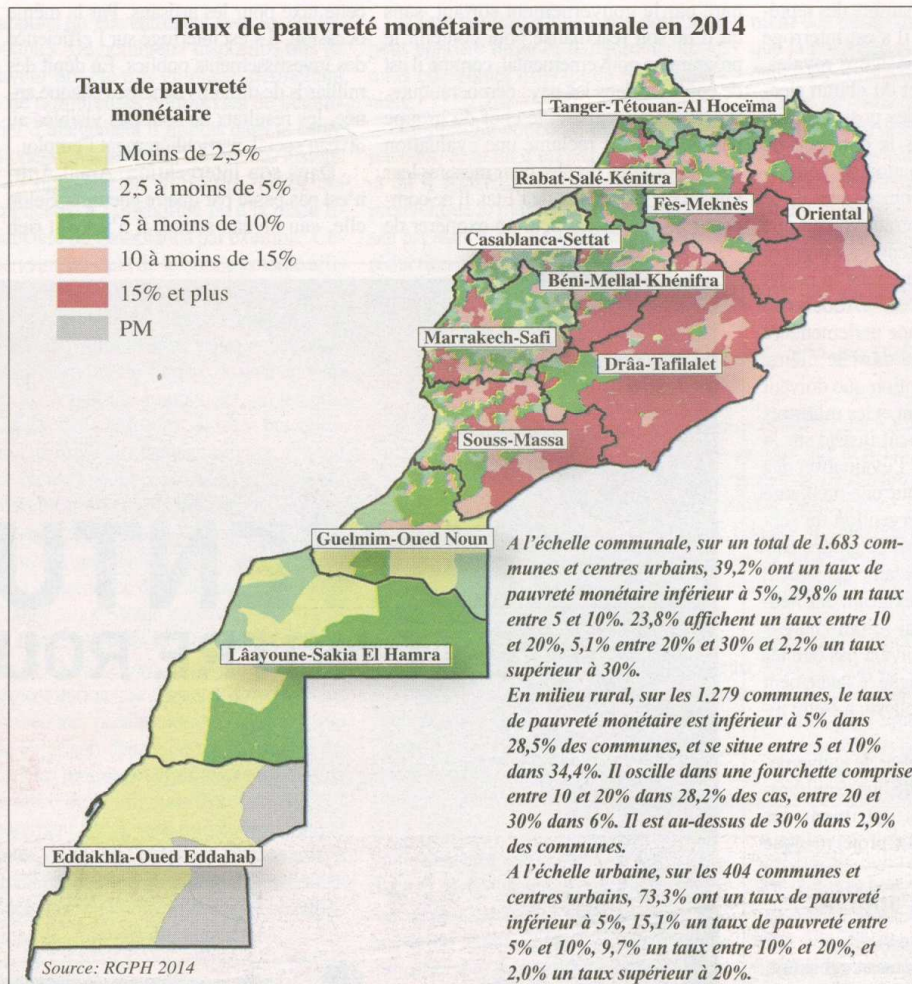 Taux de pauvreté monétaire communale en 2014
Taux de pauvreté
monétaire
Moins de 2,5%
2,5 à moins de 5%
5 à moins de 10%
10 à moins de 15%
15% et plus
PM
Tanger-Tétouan-Al Hoceïma
Rabat-Salé-Kénitra
Fès-Meknès
Oriental
Casablanca-Settat
Béni-Mellal-Khénifra
Marrakech-Safi
Drâa-Tafilalet
Souss-Massa
Guelmim-Oued Noun
Lâayoune-Sakia El Hamra
Eddakhla-Oued Eddahab
A l'échelle communale, sur un total de 1.683 com-
munes et centres urbains, 39,2% ont un taux de
pauvreté monétaire inférieur à 5%, 29,8% un taux
entre 5 et 10%. 23,8% affichent un taux entre 10
et 20%, 5,1% entre 20% et 30% et 2,2% un taux
supérieur à 30%.
En milieu rural, sur les 1.279 communes, le taux
de pauvreté monétaire est inférieur à 5% dans
28,5% des communes, et se situe entre 5 et 10%
dans 34,4%. Il oscille dans une fourchette comprise
entre 10 et 20% dans 28,2% des cas, entre 20 et
30% dans 6%. Il est au-dessus de 30% dans 2,9%
des communes.
A l'échelle urbaine, sur les 404 communes et
centres urbains, 73,3% ont un taux de pauvreté
inférieur à 5%, 15,1% un taux de pauvreté entre
5% et 10%, 9,7% un taux entre 10% et 20%, et
2,0% un taux supérieur à 20%.
Source: RGPH 2014